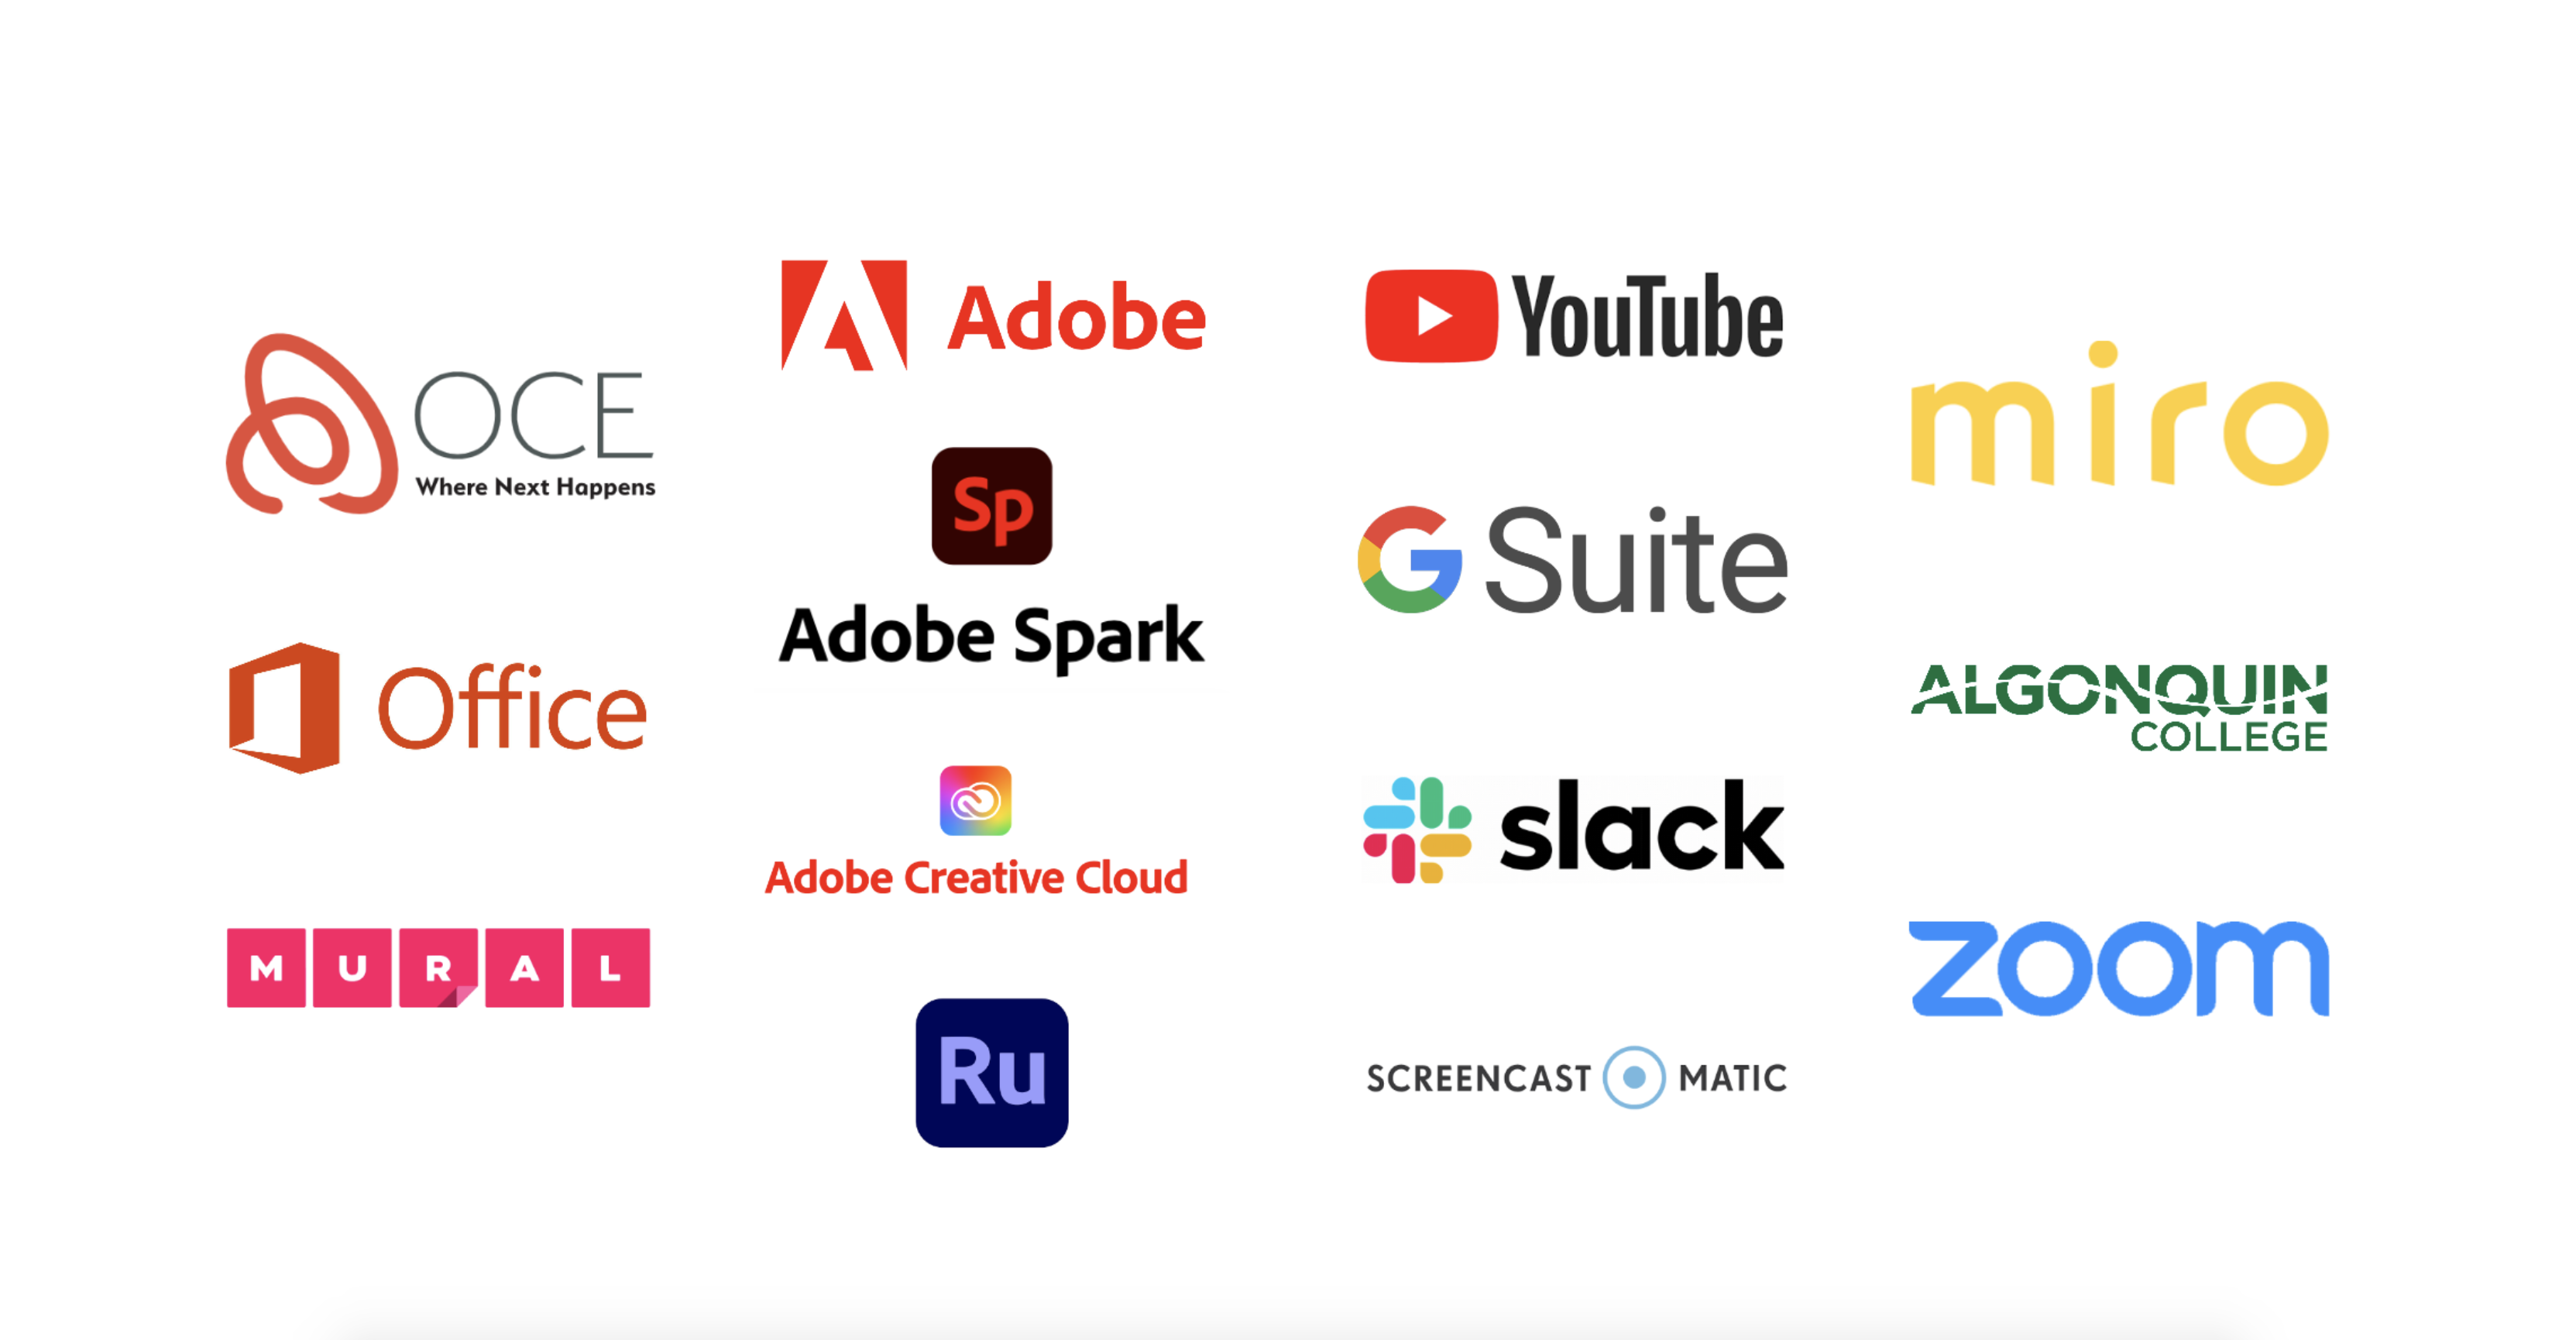 OCE
Where Next Happens
Office
MURAL
Adobe
Sp
Adobe Spark
Adobe Creative Cloud
Ru
YouTube
G Suite
slack
SCREENCAST O MATIC
miro
ALGONQUIN
COLLEGE
zoom